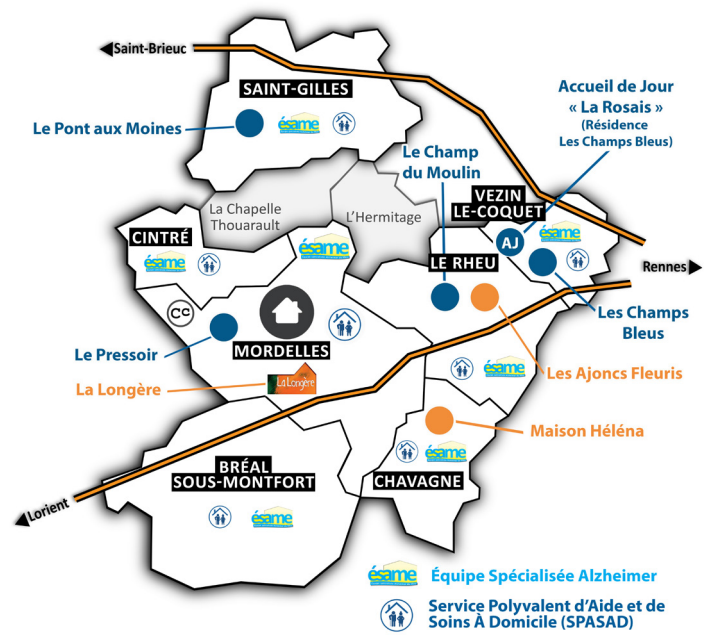 Saint-Brieuc
SAINT-GILLES
Le Pont aux Moines
ésame
Accueil de Jour
« La Rosais »
(Résidence
Les Champs Bleus)
Le Champ
du Moulin
La Chapelle
Thouarault
L'Hermitage
VEZIN
LE-COQUET
AJ
ésame
CINTRÉ
ésame
ésame
LE RHEU
Rennes
Cc
Les Champs
Bleus
Le Pressoir
MORDELLES
La Longère
La Longère
ésame
Les Ajoncs Fleuris
Maison Héléna
ésame
CHAVAGNE
BRÉAL
SOUS-MONTFORT
ésame
Lorient
ésame
Équipe Spécialisée Alzheimer
Service Polyvalent d'Aide et de
Soins À Domicile (SPASAD)